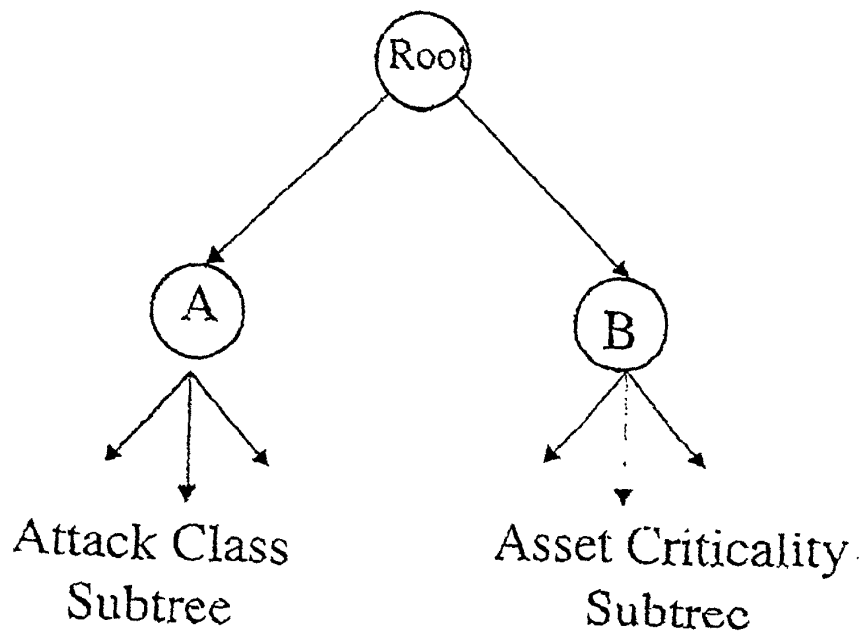 Root
A
B
Attack Class
Subtree
Asset Criticality
Subtree